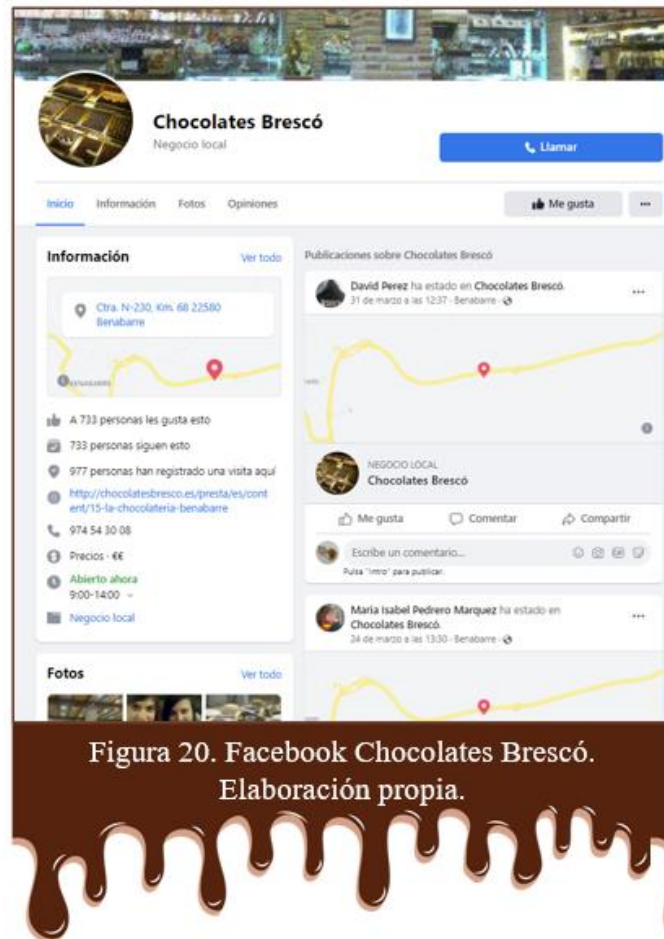 Chocolates Brescó
Negocio local
Llamar
Inicio Información Fotos Opiniones
Me gusta
Información Ver todo
Ctra. N-230, Km. 68 22580
Benabarre
A 733 personas les gusta esto
733 personas siguen esto
977 personas han registrado una visita aquí
http://chocolatesbresco.es/presta/es/cont
ent/15-la-chocolateria-benabarre
974 54 30 08
Precios · €€
Abierto ahora
9:00-14:00
Negocio local
Fotos Ver todo
Publicaciones sobre Chocolates Brescó
David Perez ha estado en Chocolates Brescó.
31 de marzo a las 12:37 · Benabarre ·
NEGOCIO LOCAL
Chocolates Brescó
Me gusta Comentar Compartir
Escribe un comentario...
Pulsa "Intro" para publicar.
Maria Isabel Pedrero Marquez ha estado en
Chocolates Brescó.
24 de marzo a las 13:30 · Benabarre ·
Figura 20. Facebook Chocolates Brescó.
Elaboración propia.